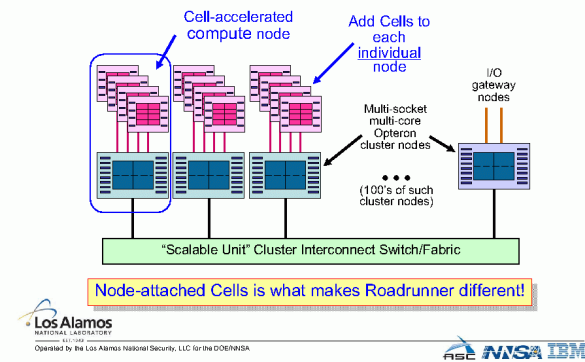 Cell-accelerated
compute node
Add Cells to
each
individual
node
I/O
gateway
nodes
Multi-socket
multi-core
Opteron
cluster nodes
(100's of such
cluster nodes)
"Scalable Unit" Cluster Interconnect Switch/Fabric
Node-attached Cells is what makes Roadrunner different!
Los Alamos
NATIONAL LABORATORY
EST. 1943
Operated by the Los Alamos National Security, LLC for the DOE/NNSA
ASC
NNSA
IBM